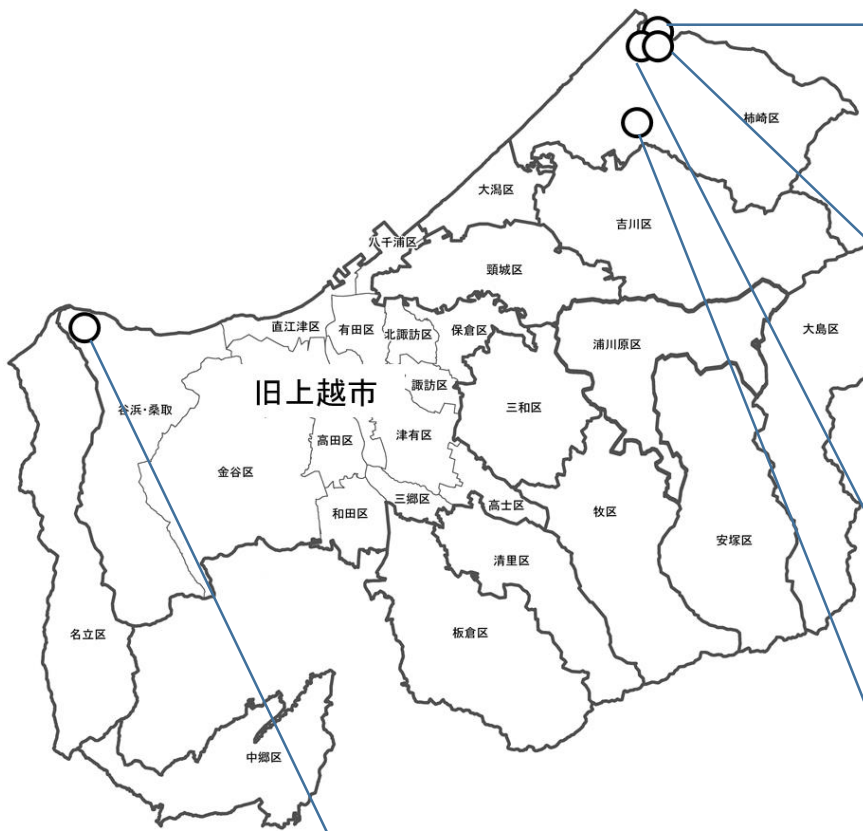 柿崎区
大潟区
吉川区
八千浦区
頸城区
直江津区
有田区
北諏訪区
保倉区
浦川原区
大島区
諏訪区
旧上越市
谷浜・桑取
三和区
津有区
高田区
金谷区
三郷区
高士区
和田区
牧区
安塚区
清里区
板倉区
名立区
中郷区